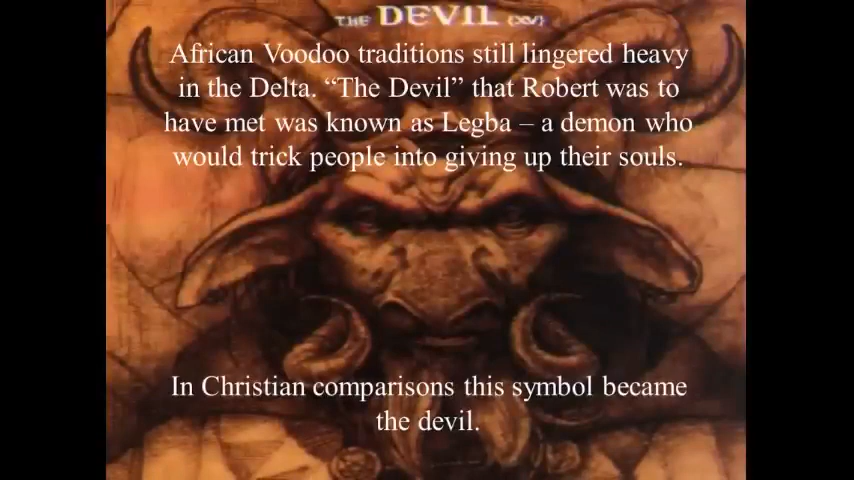 THE DEVIL (XV)
African Voodoo traditions still lingered heavy
in the Delta. “The Devil” that Robert was to
have met was known as Legba – a demon who
would trick people into giving up their souls.
In Christian comparisons this symbol became
the devil.